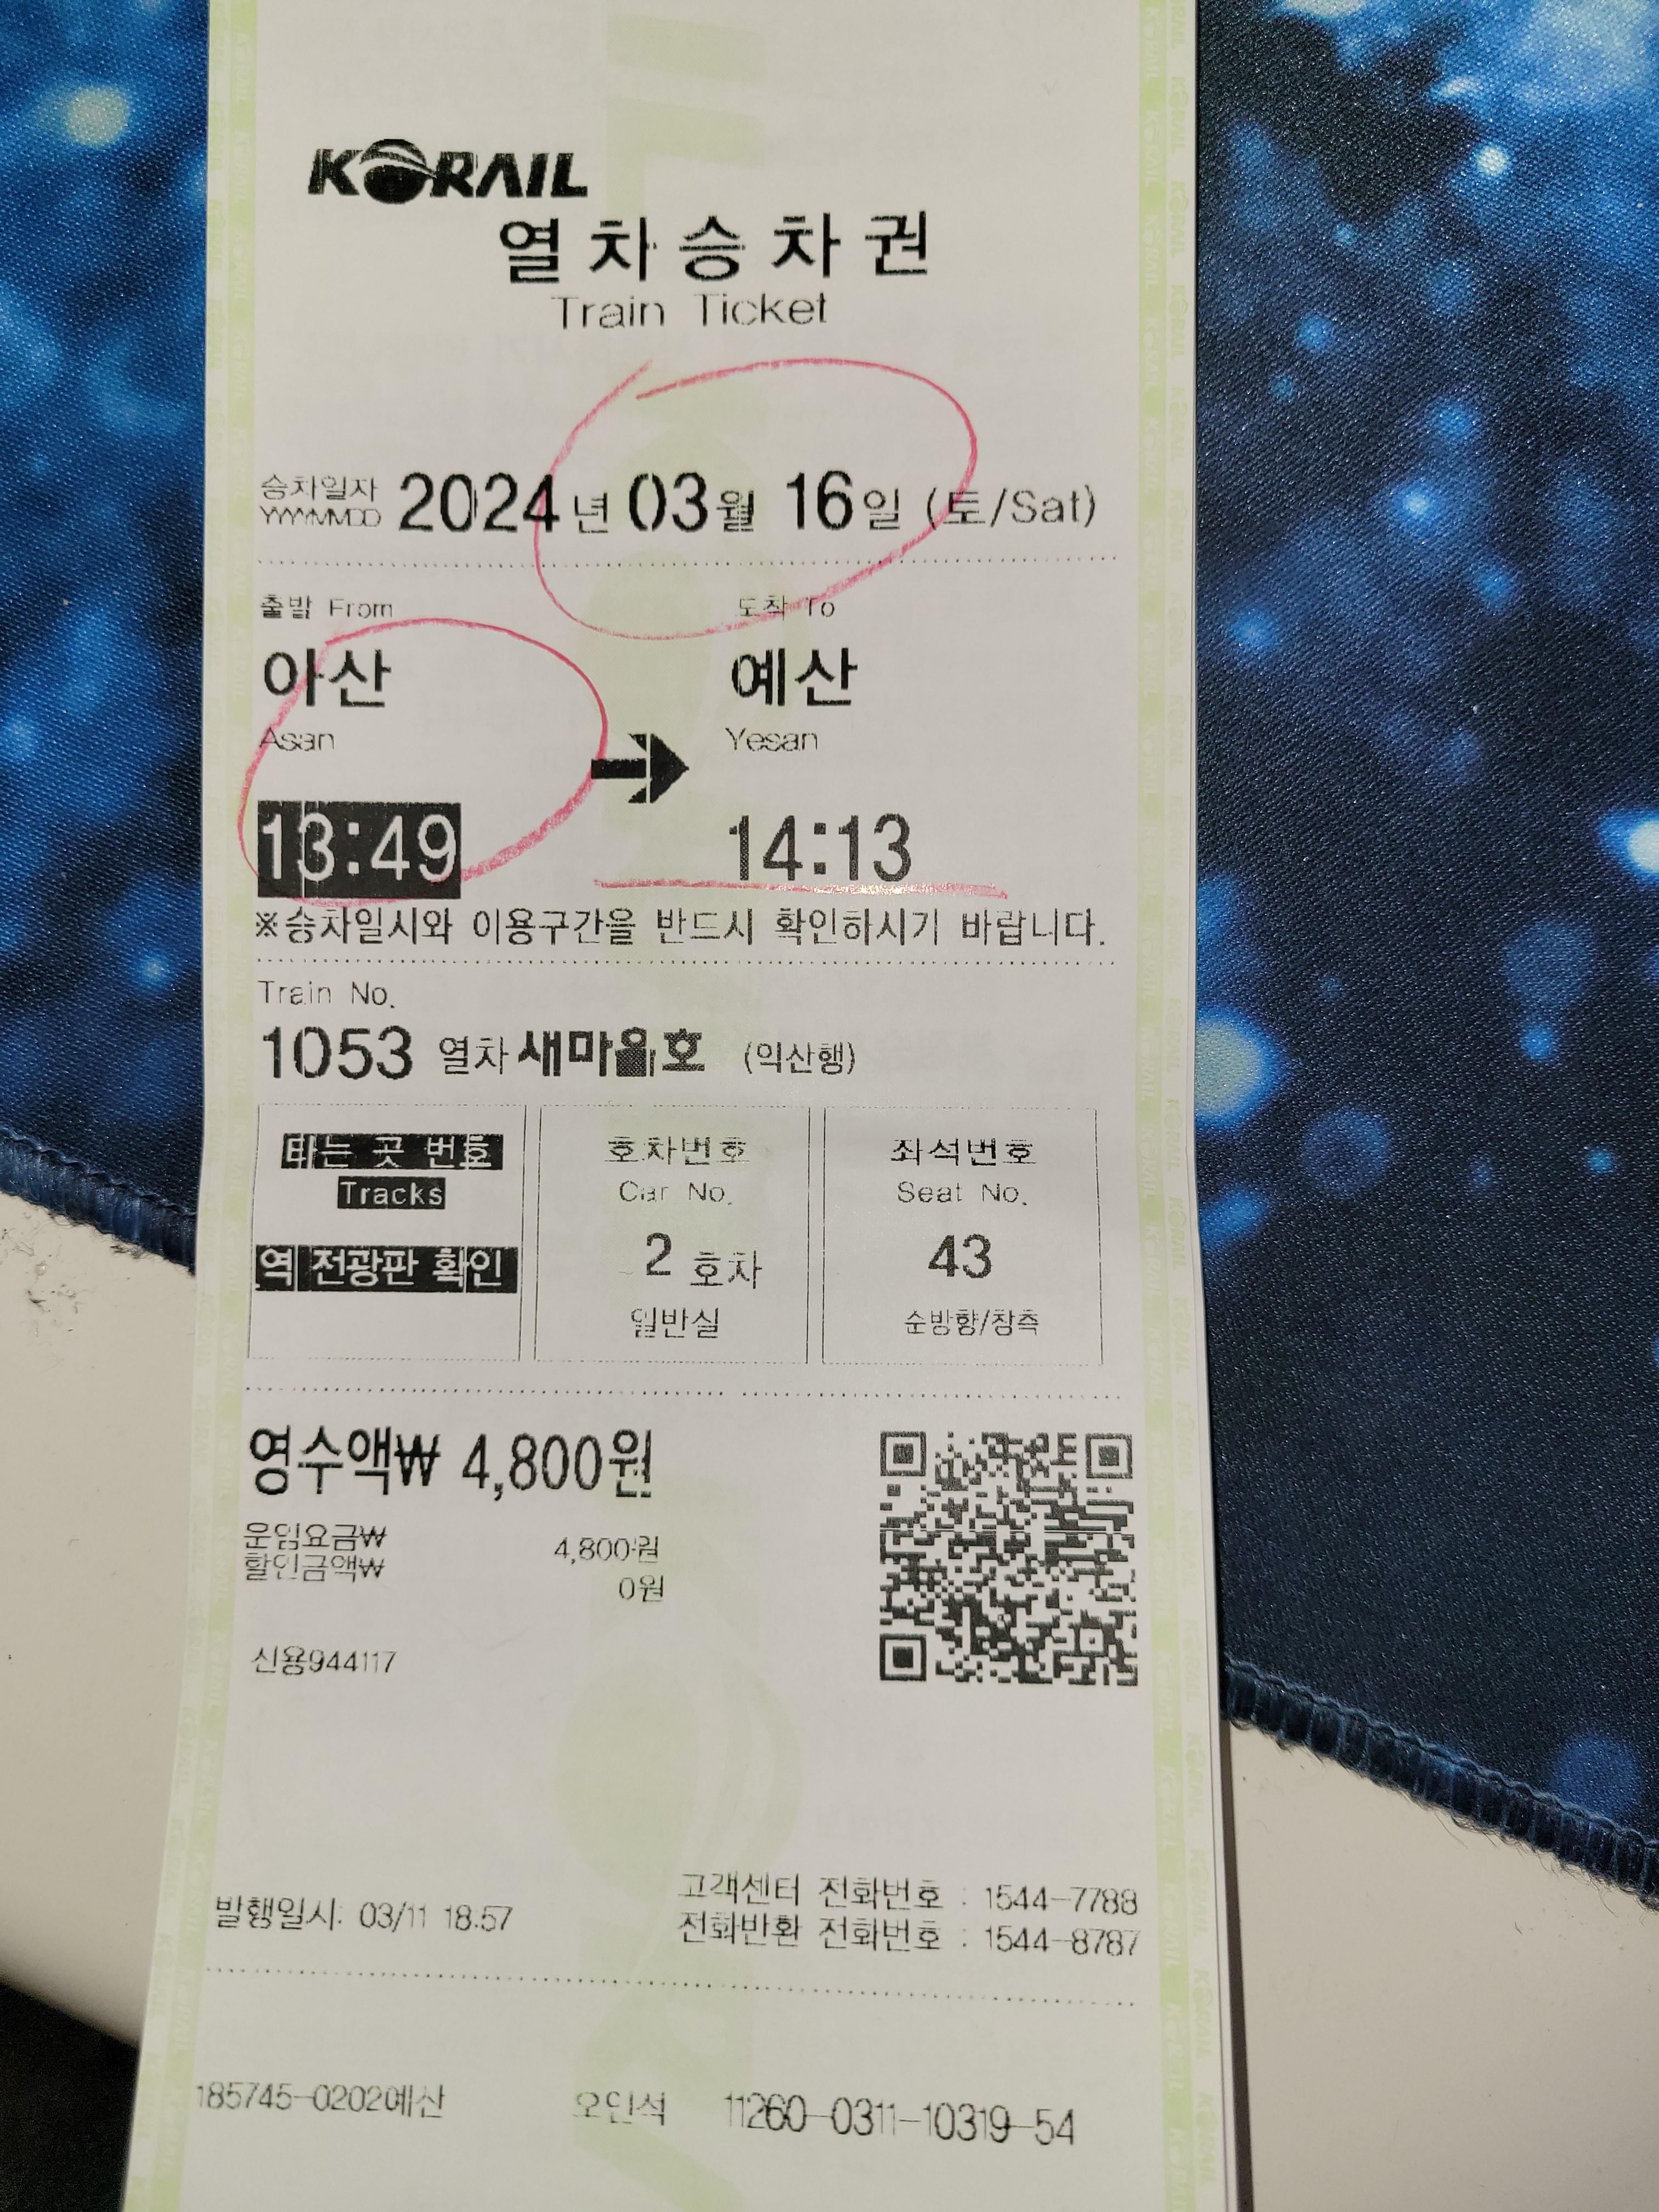 KORAIL
열차승차권
Train Ticket
승차일자 2024년 03월 16일 (토/Sat)
YYYYMMDD
출발 From 도착 To
아산 예산
Asan Yesan
13:49 → 14:13
※승차일시와 이용구간을 반드시 확인하시기 바랍니다.
Train No.
1053 열차 새마을호 (익산행)
타는 곳 번호 호차번호 좌석번호
Tracks Car No. Seat No.
역 전광판 확인 2 호차 43
일반실 순방향/창측
영수액₩ 4,800원
운임요금₩ 4,800원
할인금액₩ 0원
신용944117
고객센터 전화번호 : 1544-7788
발행일시: 03/11 18:57
전화반환 전화번호 : 1544-8787
185745-0202예산 오인석 11260-0311-10319-54